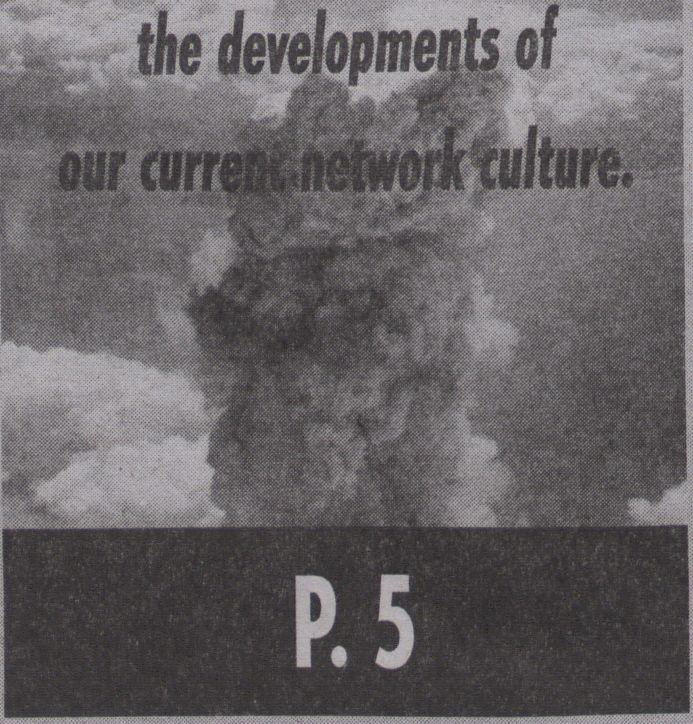 the developments of
our current network culture.
P. 5